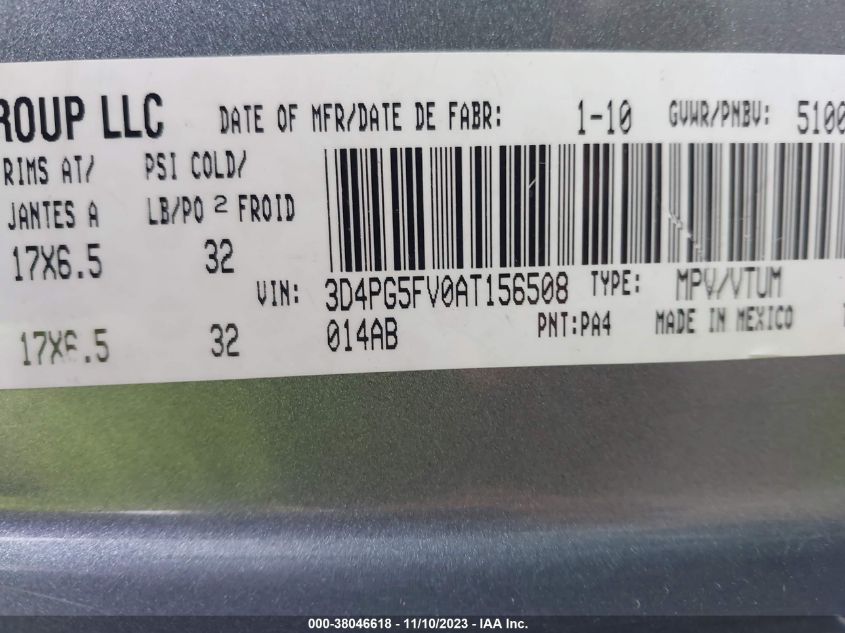 ROUP LLC DATE OF MFR/DATE DE FABR: 1-10 GVWR/PNBV: 5100
RIMS AT/ PSI COLD/
JANTES A LB/PO 2 FROID
17X6.5 32
VIN: 3D4PG5FV0AT156508 TYPE: MPV/VTUM
17X6.5 32 014AB PNT:PA4 MADE IN MEXICO
000-38046618 - 11/10/2023 - IAA Inc.